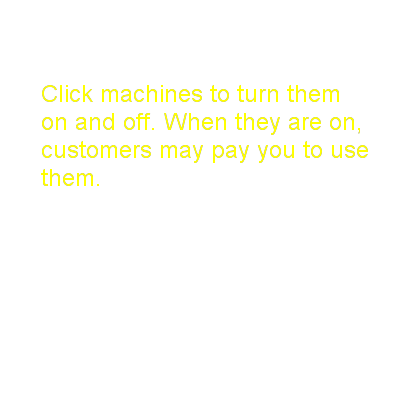 Click machines to turn them
on and off. When they are on,
customers may pay you to use
them.